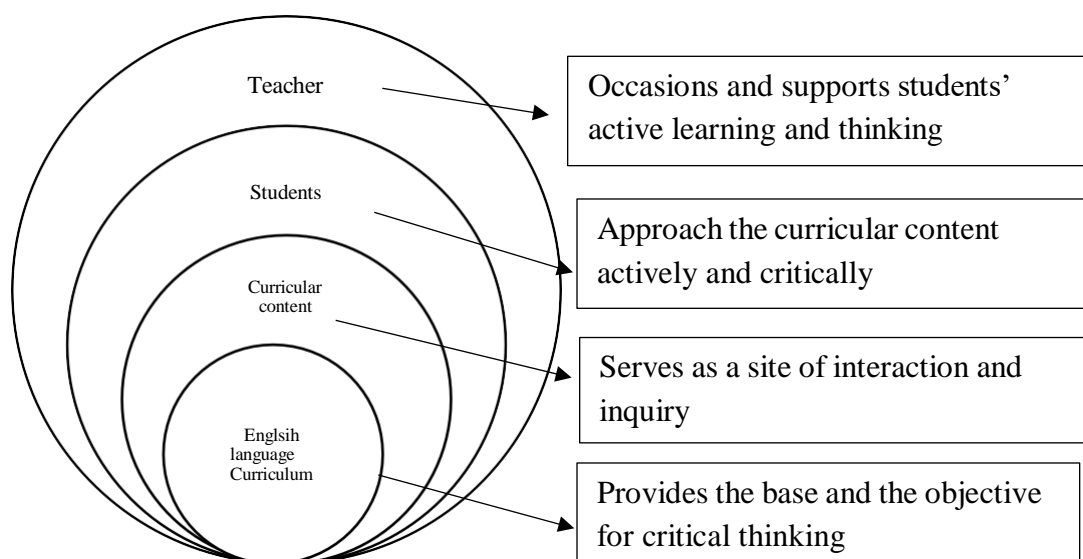 Teacher
Occasions and supports students’
active learning and thinking
Students
Approach the curricular content
actively and critically
Curricular
content
Serves as a site of interaction and
inquiry
Englsih
language
Curriculum
Provides the base and the objective
for critical thinking